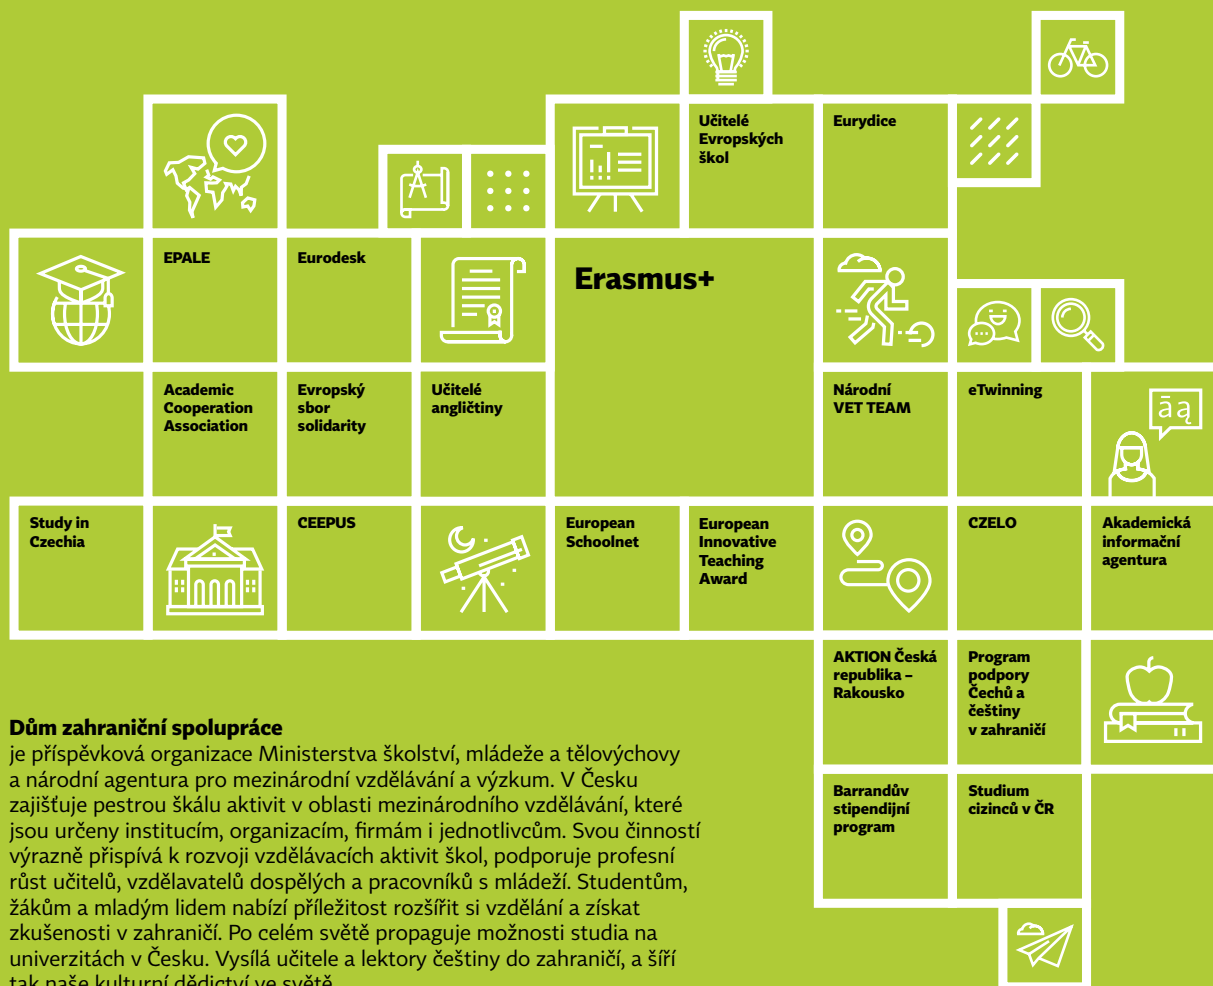 Učitelé
Evropských
škol
Eurydice
EPALE
Eurodesk
Erasmus+
Academic
Cooperation
Association
Evropský
sbor
solidarity
Učitelé
angličtiny
Národní
VET TEAM
eTwinning
āą
Study in
Czechia
CEEPUS
European
Schoolnet
European
Innovative
Teaching
Award
CZELO
Akademická
informační
agentura
AKTION Česká
republika –
Rakousko
Program
podpory
Čechů a
češtiny
v zahraničí
Barrandův
stipendijní
program
Studium
cizinců v ČR
Dům zahraniční spolupráce
je příspěvková organizace Ministerstva školství, mládeže a tělovýchovy
a národní agentura pro mezinárodní vzdělávání a výzkum. V Česku
zajišťuje pestrou škálu aktivit v oblasti mezinárodního vzdělávání, které
jsou určeny institucím, organizacím, firmám i jednotlivcům. Svou činností
výrazně přispívá k rozvoji vzdělávacích aktivit škol, podporuje profesní
růst učitelů, vzdělavatelů dospělých a pracovníků s mládeží. Studentům,
žákům a mladým lidem nabízí příležitost rozšířit si vzdělání a získat
zkušenosti v zahraničí. Po celém světě propaguje možnosti studia na
univerzitách v Česku. Vysílá učitele a lektory češtiny do zahraničí, a šíří
tak naše kulturní dědictví ve světě.